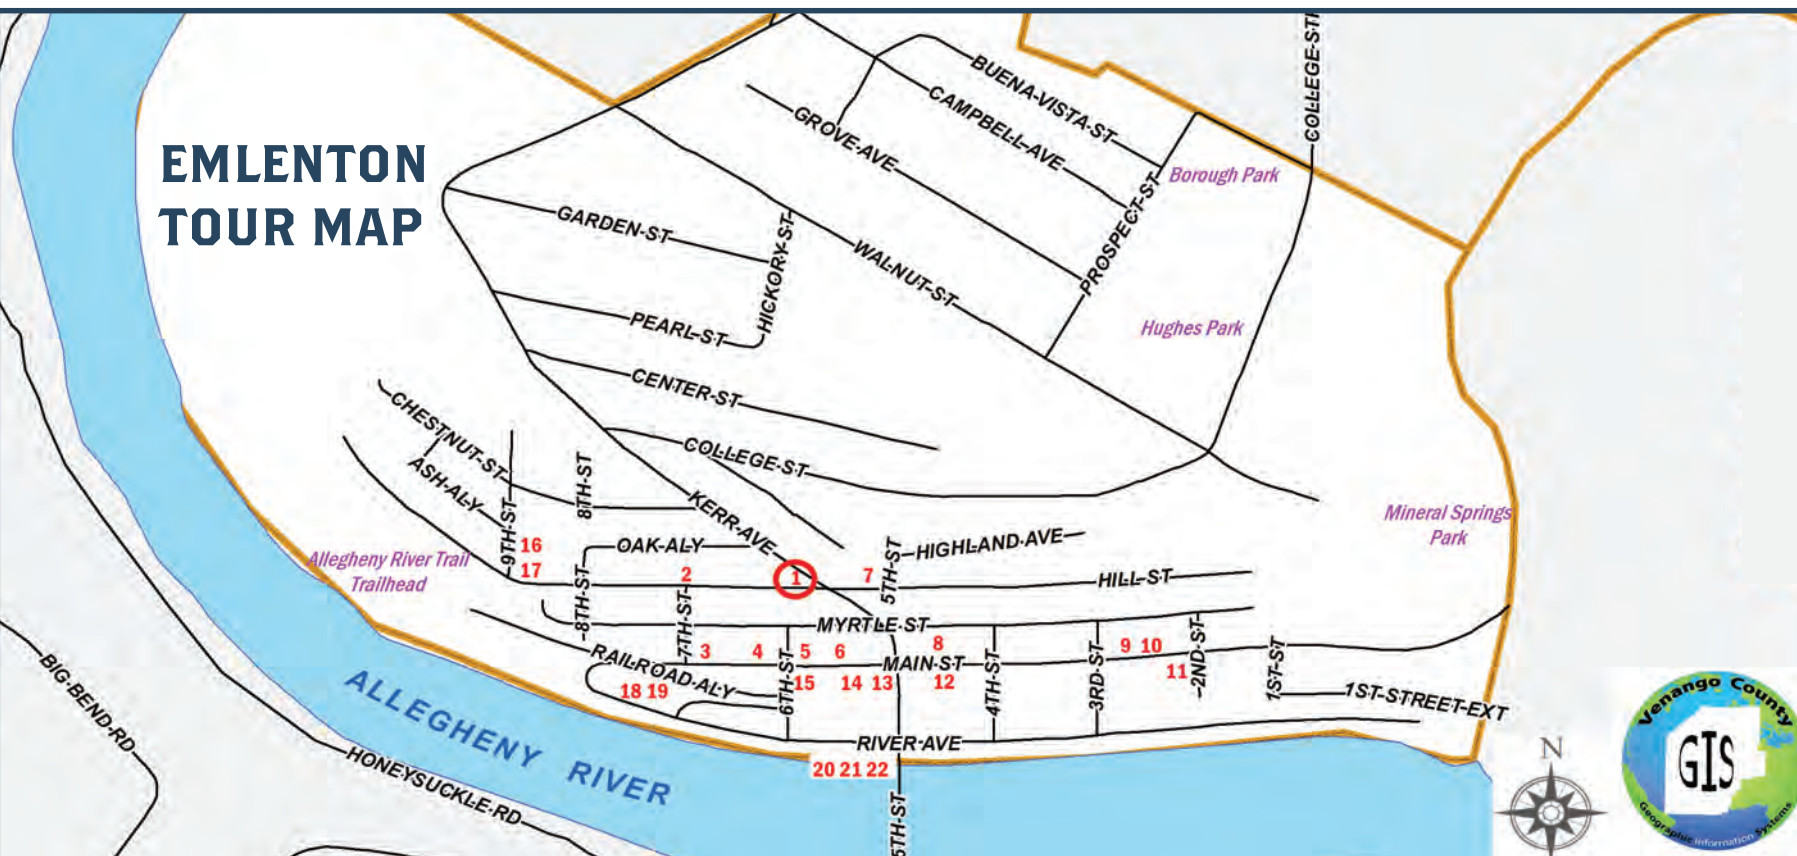 EMLENTON
TOUR MAP
BUENA-VISTA-ST
CAMPBELL-AVE
GROVE-AVE
COLLEGE-ST
Borough Park
PROSPECT-ST
GARDEN-ST
HICKORY-ST
WALNUT-ST
PEARL-ST
Hughes Park
CENTER-ST
CHESTNUT-ST
COLLEGE-ST
ASH-ALY
8TH-ST
KERR-AVE
9TH-ST
Mineral Springs
Park
16
OAK-ALY
HIGHLAND-AVE
5TH-ST
Allegheny River Trail
Trailhead
17
2
1
7
HILL-ST
8TH-ST
7TH-ST
MYRTLE-ST
3
4
5
6
8
9 10
RAILROAD-ALY
MAIN-ST
2ND-ST
11
18 19
6TH-ST
15
14
13
12
4TH-ST
3RD-ST
1ST-ST
1ST-STREET-EXT
RIVER-AVE
20 21 22
ALLEGHENY RIVER
BIG-BEND-RD
HONEYSUCKLE-RD
5TH-ST
N
Venango County
GIS
Geographic Information Systems